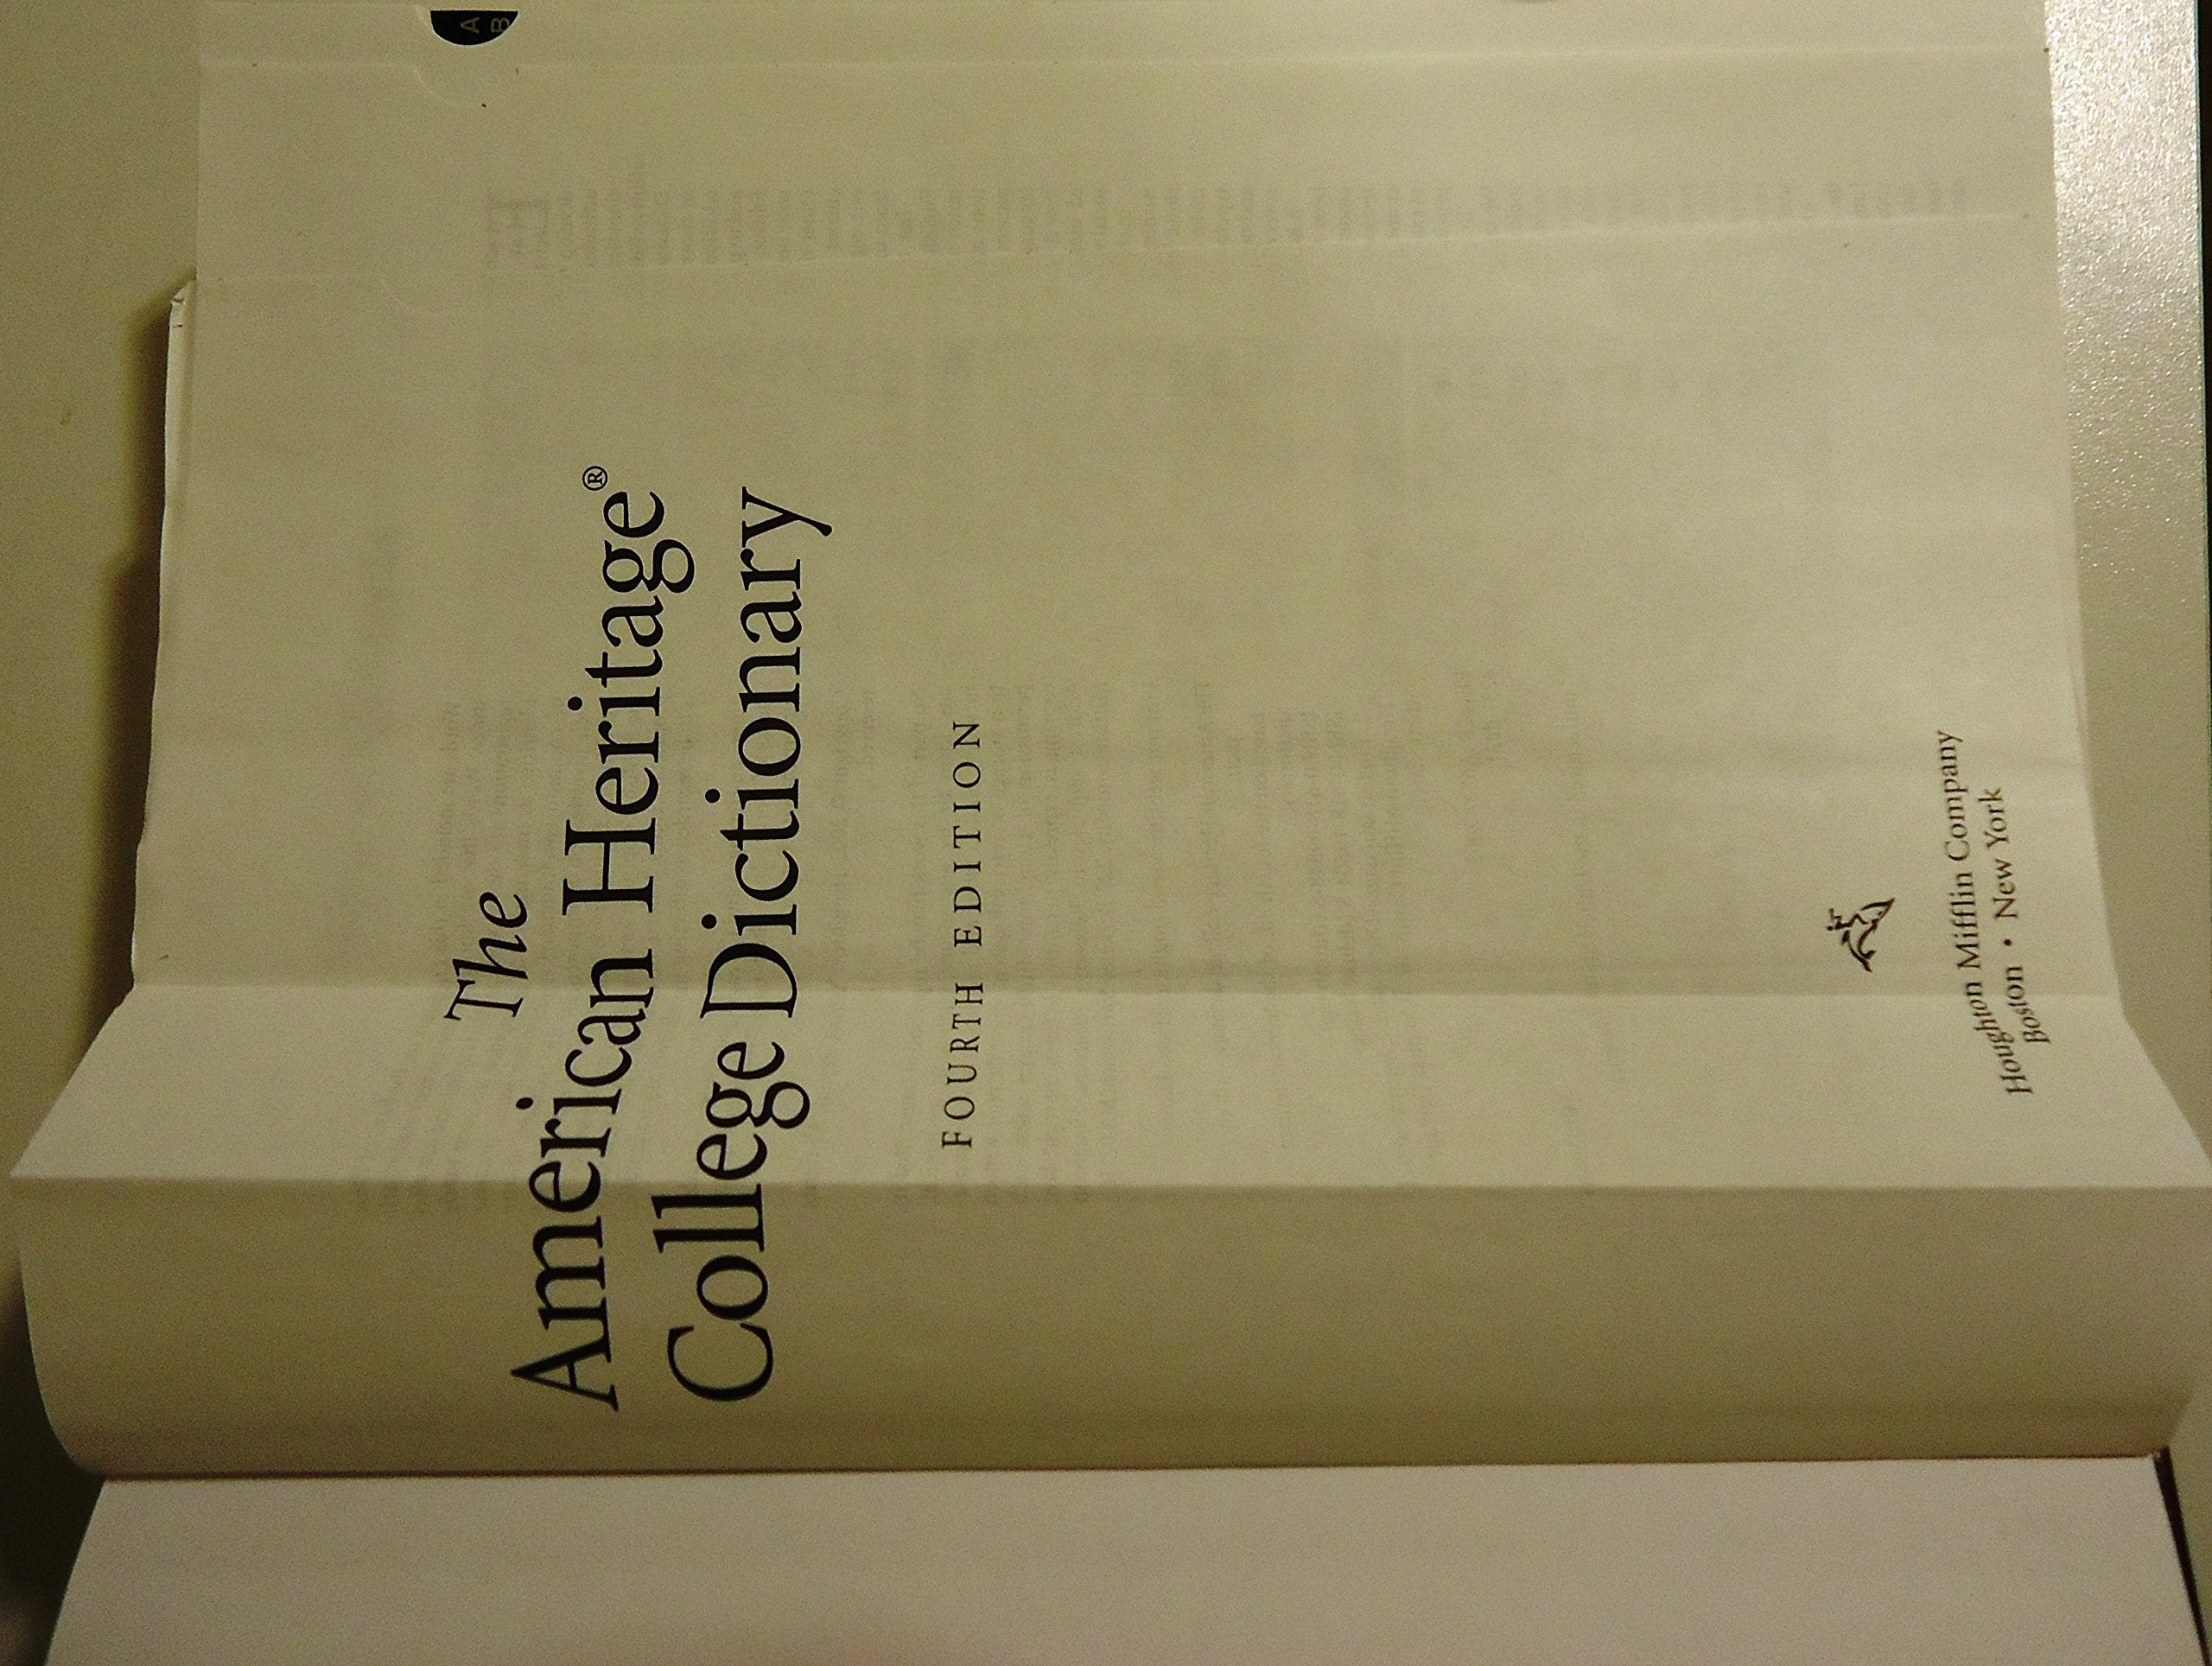 The
American Heritage®
College Dictionary
FOURTH EDITION
Houghton Mifflin Company
Boston • New York
A
B